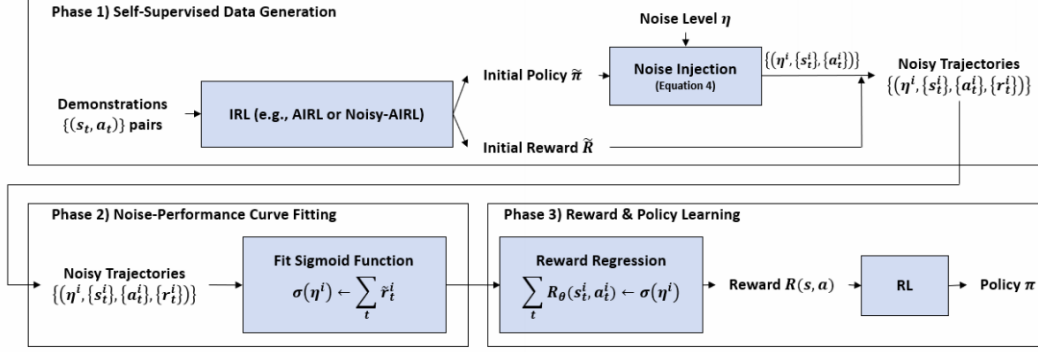 Phase 1) Self-Supervised Data Generation
Noise Level η
Demonstrations
{(s_t, a_t)} pairs
IRL (e.g., AIRL or Noisy-AIRL)
Initial Policy π̃
Initial Reward R̃
Noise Injection
(Equation 4)
{(η^i, {s_t^i}, {a_t^i})}
Noisy Trajectories
{(η^i, {s_t^i}, {a_t^i}, {r_t^i})}
Phase 2) Noise-Performance Curve Fitting
Noisy Trajectories
{(η^i, {s_t^i}, {a_t^i}, {r_t^i})}
Fit Sigmoid Function
σ(η^i) ← ∑_t r̃_t^i
Phase 3) Reward & Policy Learning
Reward Regression
∑_t R_θ(s_t^i, a_t^i) ← σ(η^i)
Reward R(s, a)
RL
Policy π